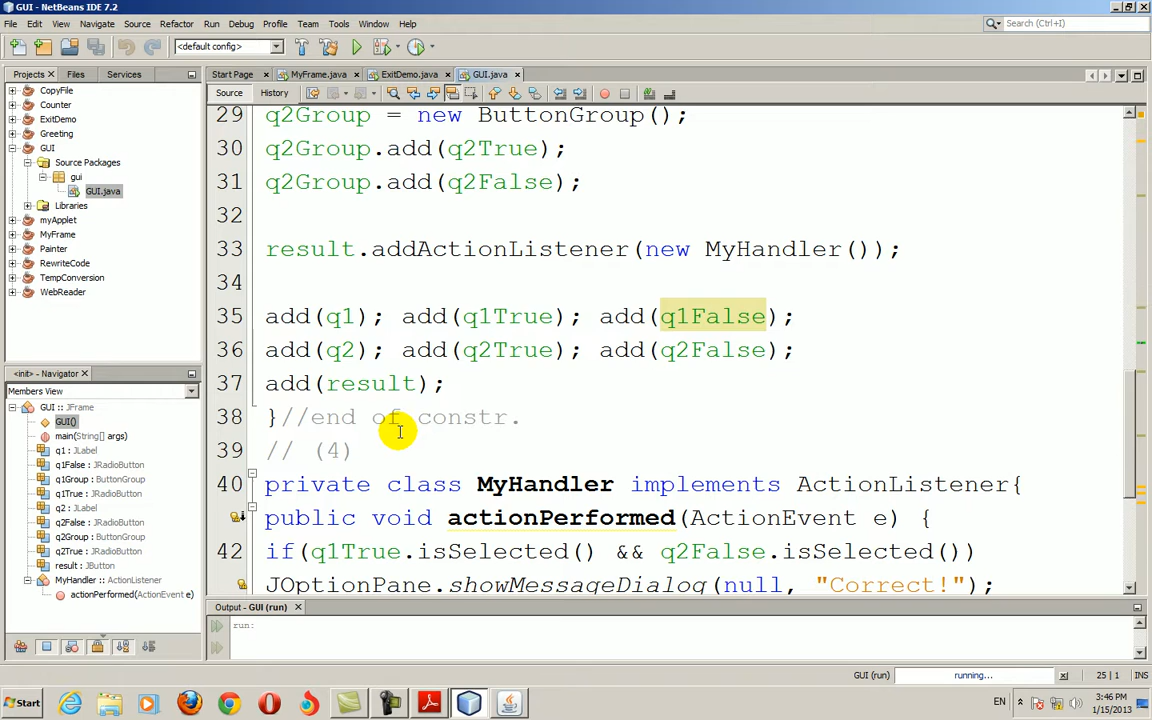 GUI - NetBeans IDE 7.2
File Edit View Navigate Source Refactor Run Debug Profile Team Tools Window Help
<default config>
Search (Ctrl+I)
Projects Files Services
Start Page MyFrame.java ExitDemo.java GUI.java
Source History
CopyFile
Counter
ExitDemo
Greeting
GUI
Source Packages
gui
GUI.java
Libraries
myApplet
MyFrame
Painter
RewriteCode
TempConversion
WebReader
29 q2Group = new ButtonGroup();
30 q2Group.add(q2True);
31 q2Group.add(q2False);
32
33 result.addActionListener(new MyHandler());
34
35 add(q1); add(q1True); add(q1False);
36 add(q2); add(q2True); add(q2False);
37 add(result);
38 }//end of constr.
39 // (4)
40 private class MyHandler implements ActionListener{
public void actionPerformed(ActionEvent e) {
42 if(q1True.isSelected() && q2False.isSelected())
JOptionPane.showMessageDialog(null, "Correct!");
<init> - Navigator
Members View
GUI :: JFrame
GUI()
main(String[] args)
q1 : JLabel
q1False : JRadioButton
q1Group : ButtonGroup
q1True : JRadioButton
q2 : JLabel
q2False : JRadioButton
q2Group : ButtonGroup
q2True : JRadioButton
result : JButton
MyHandler :: ActionListener
actionPerformed(ActionEvent e)
Output - GUI (run)
run:
GUI (run) running... 25 | 1 INS
Start
EN
3:46 PM
1/15/2013